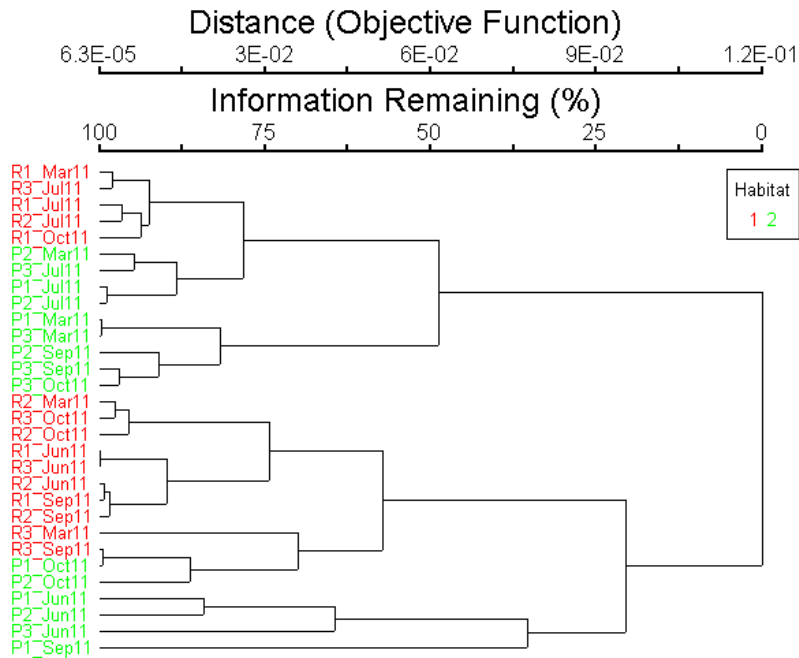 Distance (Objective Function)
6.3E-05 3E-02 6E-02 9E-02 1.2E-01
Information Remaining (%)
100 75 50 25 0
Habitat
1 2
R1_Mar11
R3_Jul11
R1_Jul11
R2_Jul11
R1_Oct11
P2_Mar11
P3_Jul11
P1_Jul11
P2_Jul11
P1_Mar11
P3_Mar11
P2_Sep11
P3_Sep11
P3_Oct11
R2_Mar11
R3_Oct11
R2_Oct11
R1_Jun11
R3_Jun11
R2_Jun11
R1_Sep11
R2_Sep11
R3_Mar11
R3_Sep11
P1_Oct11
P2_Oct11
P1_Jun11
P2_Jun11
P3_Jun11
P1_Sep11